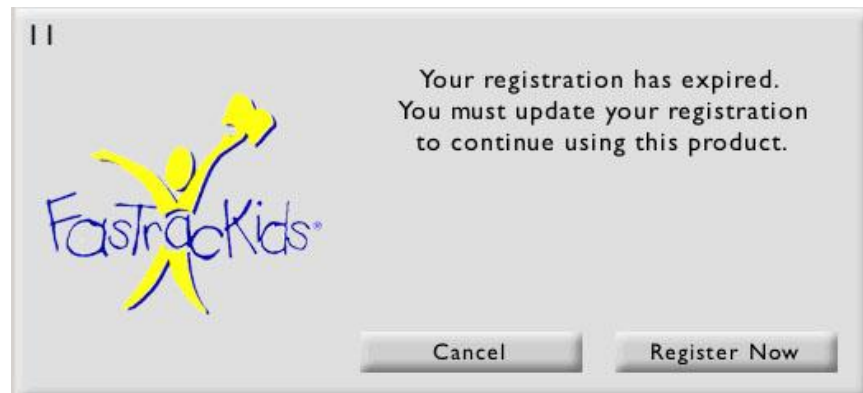 11
Your registration has expired.
You must update your registration
to continue using this product.
FasTracKids®
Cancel
Register Now